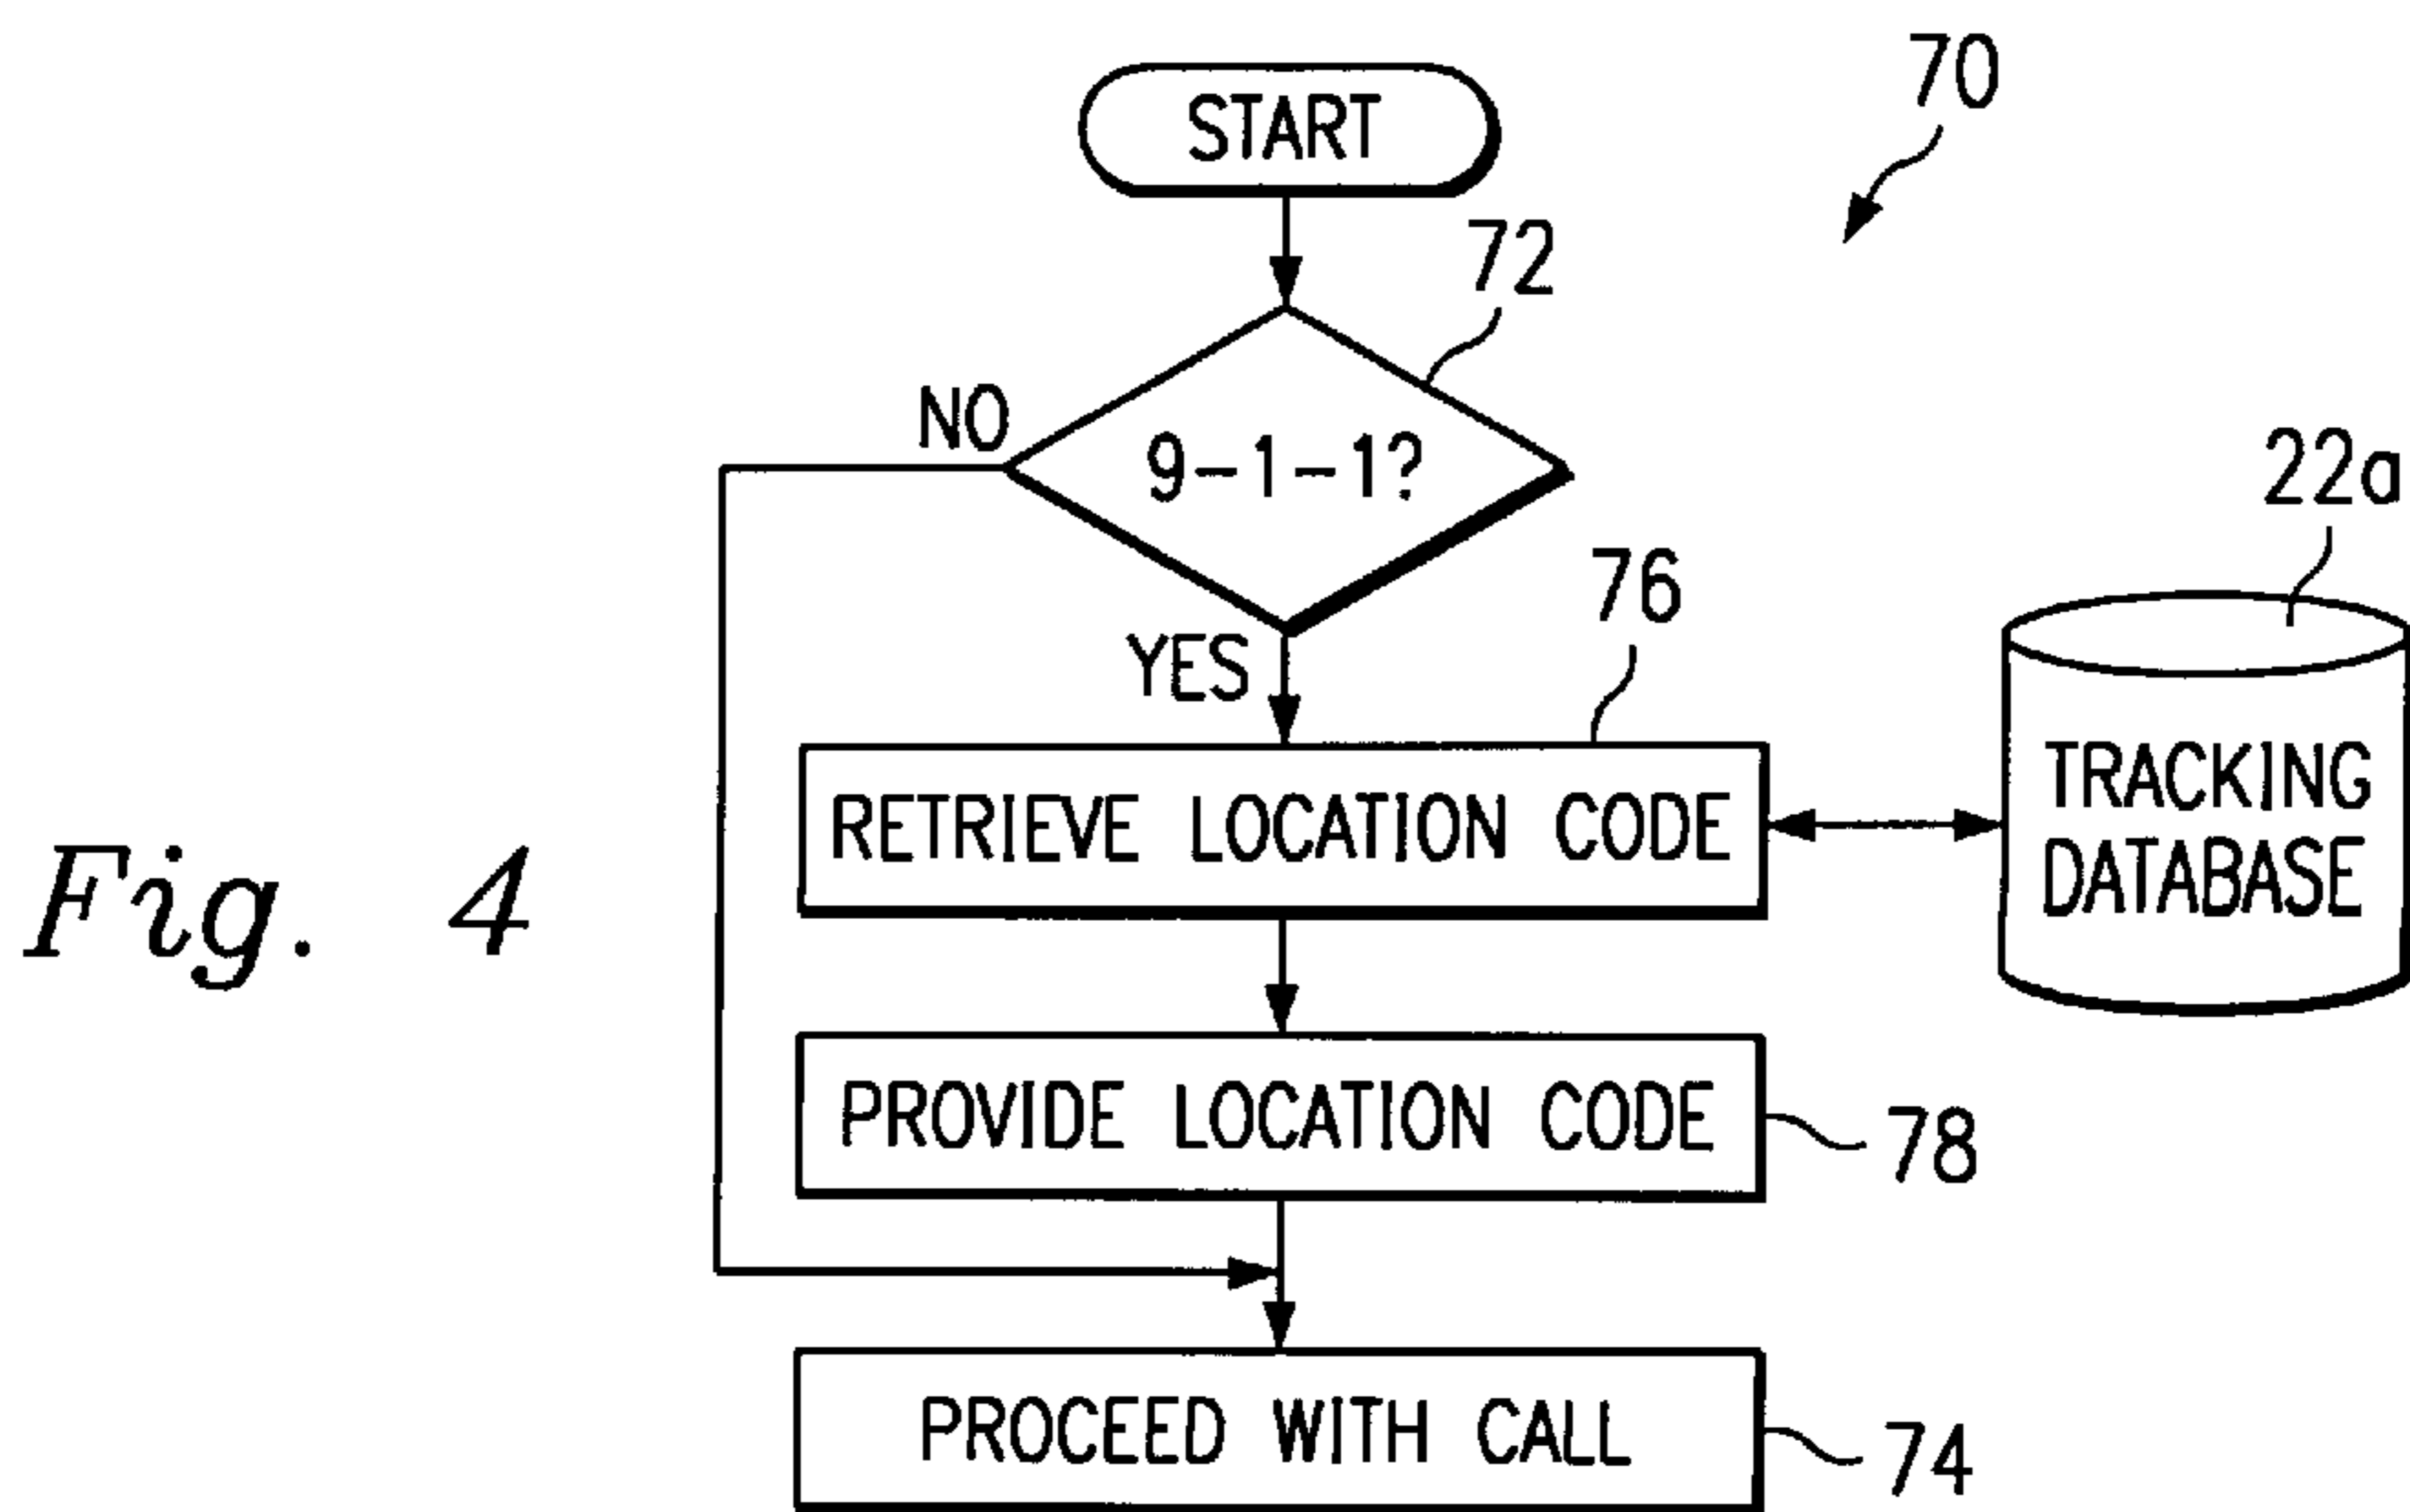 70
START
72
NO
9-1-1?
22a
76
YES
TRACKING
DATABASE
RETRIEVE LOCATION CODE
Fig. 4
PROVIDE LOCATION CODE
78
PROCEED WITH CALL
74